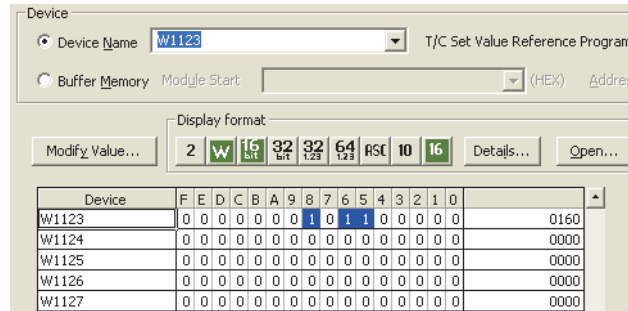 Device
Device Name W1123 T/C Set Value Reference Program
Buffer Memory Module Start (HEX) Addre
Display format
Modify Value... 2 W 16 bit 32 bit 32 1.23 64 1.23 ASC 10 16 Details... Open...
Device F E D C B A 9 8 7 6 5 4 3 2 1 0
W1123 0 0 0 0 0 0 0 1 0 1 1 0 0 0 0 0 0160
W1124 0 0 0 0 0 0 0 0 0 0 0 0 0 0 0 0 0000
W1125 0 0 0 0 0 0 0 0 0 0 0 0 0 0 0 0 0000
W1126 0 0 0 0 0 0 0 0 0 0 0 0 0 0 0 0 0000
W1127 0 0 0 0 0 0 0 0 0 0 0 0 0 0 0 0 0000